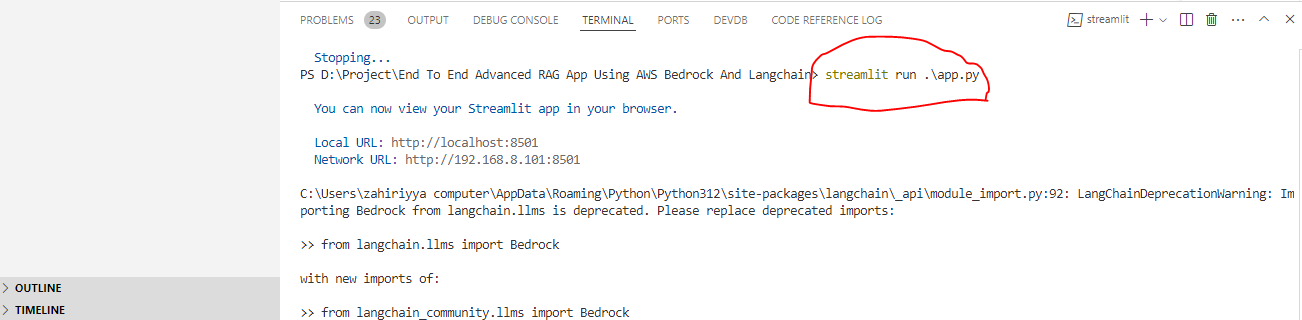 PROBLEMS 23 OUTPUT DEBUG CONSOLE TERMINAL PORTS DEVDB CODE REFERENCE LOG streamlit
Stopping...
PS D:\Project\End To End Advanced RAG App Using AWS Bedrock And Langchain> streamlit run .\app.py
You can now view your Streamlit app in your browser.
Local URL: http://localhost:8501
Network URL: http://192.168.8.101:8501
C:\Users\zahiriyya computer\AppData\Roaming\Python\Python312\site-packages\langchain\_api\module_import.py:92: LangChainDeprecationWarning: Im
porting Bedrock from langchain.llms is deprecated. Please replace deprecated imports:
>> from langchain.llms import Bedrock
with new imports of:
>> from langchain_community.llms import Bedrock
OUTLINE
TIMELINE